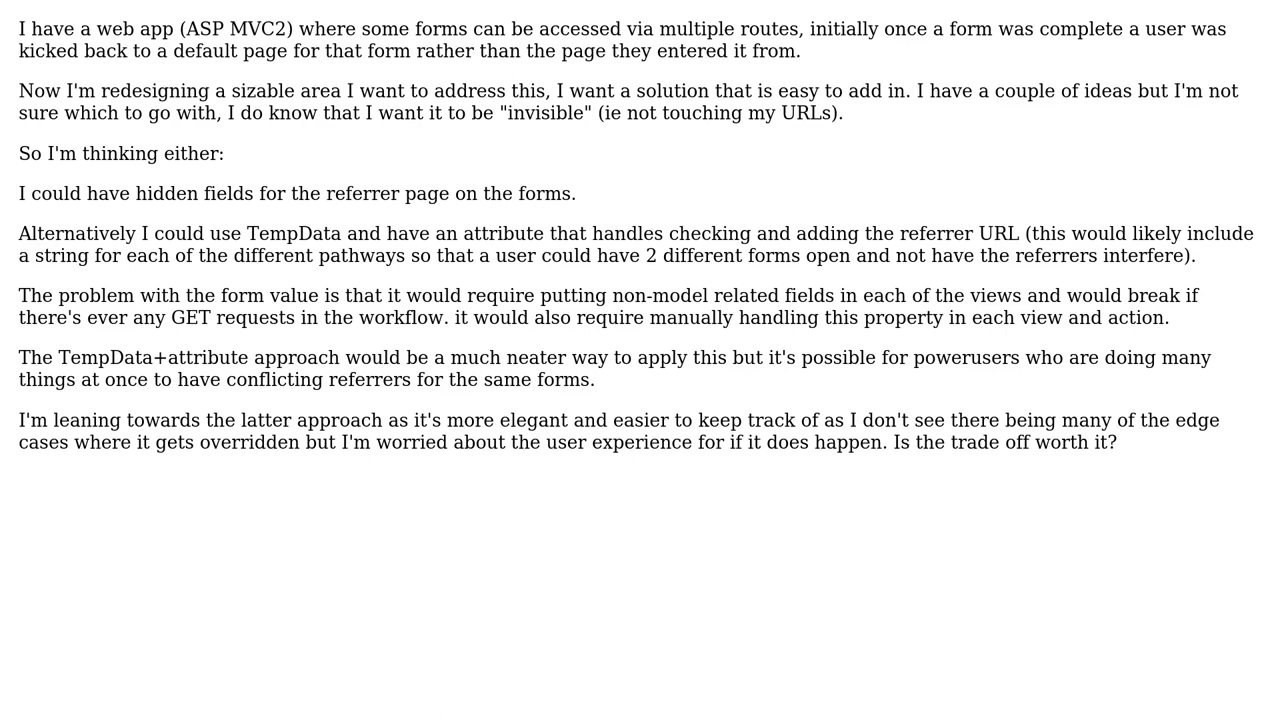 I have a web app (ASP MVC2) where some forms can be accessed via multiple routes, initially once a form was complete a user was
kicked back to a default page for that form rather than the page they entered it from.
Now I'm redesigning a sizable area I want to address this, I want a solution that is easy to add in. I have a couple of ideas but I'm not
sure which to go with, I do know that I want it to be "invisible" (ie not touching my URLs).
So I'm thinking either:
I could have hidden fields for the referrer page on the forms.
Alternatively I could use TempData and have an attribute that handles checking and adding the referrer URL (this would likely include
a string for each of the different pathways so that a user could have 2 different forms open and not have the referrers interfere).
The problem with the form value is that it would require putting non-model related fields in each of the views and would break if
there's ever any GET requests in the workflow. it would also require manually handling this property in each view and action.
The TempData+attribute approach would be a much neater way to apply this but it's possible for powerusers who are doing many
things at once to have conflicting referrers for the same forms.
I'm leaning towards the latter approach as it's more elegant and easier to keep track of as I don't see there being many of the edge
cases where it gets overridden but I'm worried about the user experience for if it does happen. Is the trade off worth it?